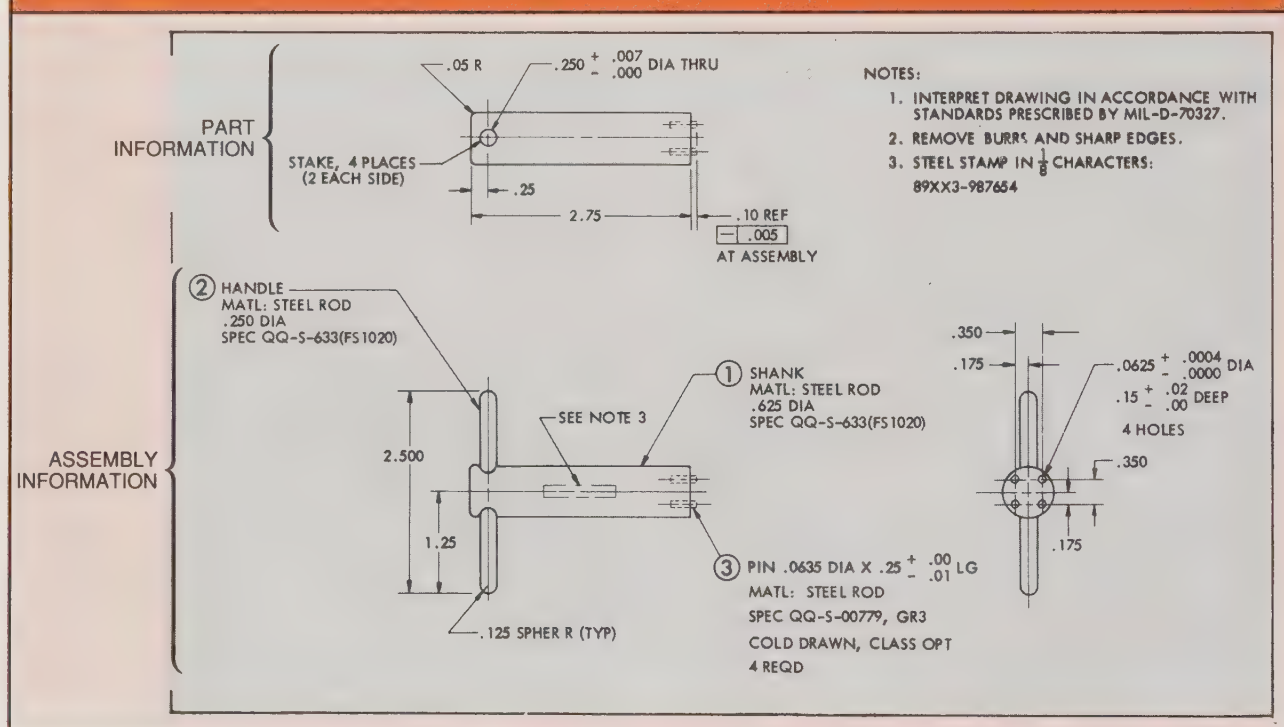 PART
INFORMATION
.05 R
.250 + .007 - .000 DIA THRU
STAKE, 4 PLACES
(2 EACH SIDE)
.25
2.75
.10 REF
— .005
AT ASSEMBLY
NOTES:
1. INTERPRET DRAWING IN ACCORDANCE WITH
STANDARDS PRESCRIBED BY MIL-D-70327.
2. REMOVE BURRS AND SHARP EDGES.
3. STEEL STAMP IN 1/8 CHARACTERS:
89XX3-987654
ASSEMBLY
INFORMATION
2 HANDLE
MATL: STEEL ROD
.250 DIA
SPEC QQ-S-633(FS1020)
2.500
1.25
.125 SPHER R (TYP)
SEE NOTE 3
1 SHANK
MATL: STEEL ROD
.625 DIA
SPEC QQ-S-633(FS1020)
3 PIN .0635 DIA X .25 + .00 - .01 LG
MATL: STEEL ROD
SPEC QQ-S-00779, GR3
COLD DRAWN, CLASS OPT
4 REQD
.350
.175
.0625 + .0004 - .0000 DIA
.15 + .02 - .00 DEEP
4 HOLES
.350
.175